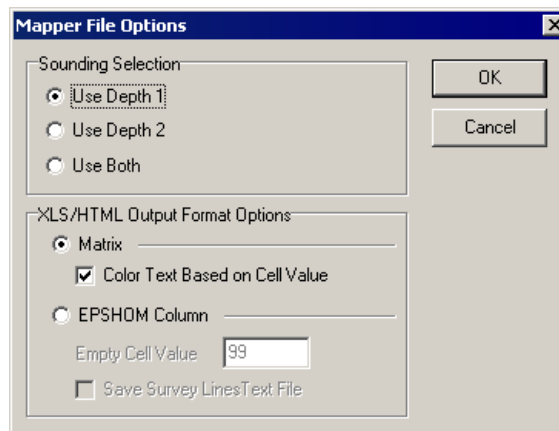 Mapper File Options
Sounding Selection
Use Depth 1
Use Depth 2
Use Both
OK
Cancel
XLS/HTML Output Format Options
Matrix
Color Text Based on Cell Value
EPSHOM Column
Empty Cell Value 99
Save Survey LinesText File